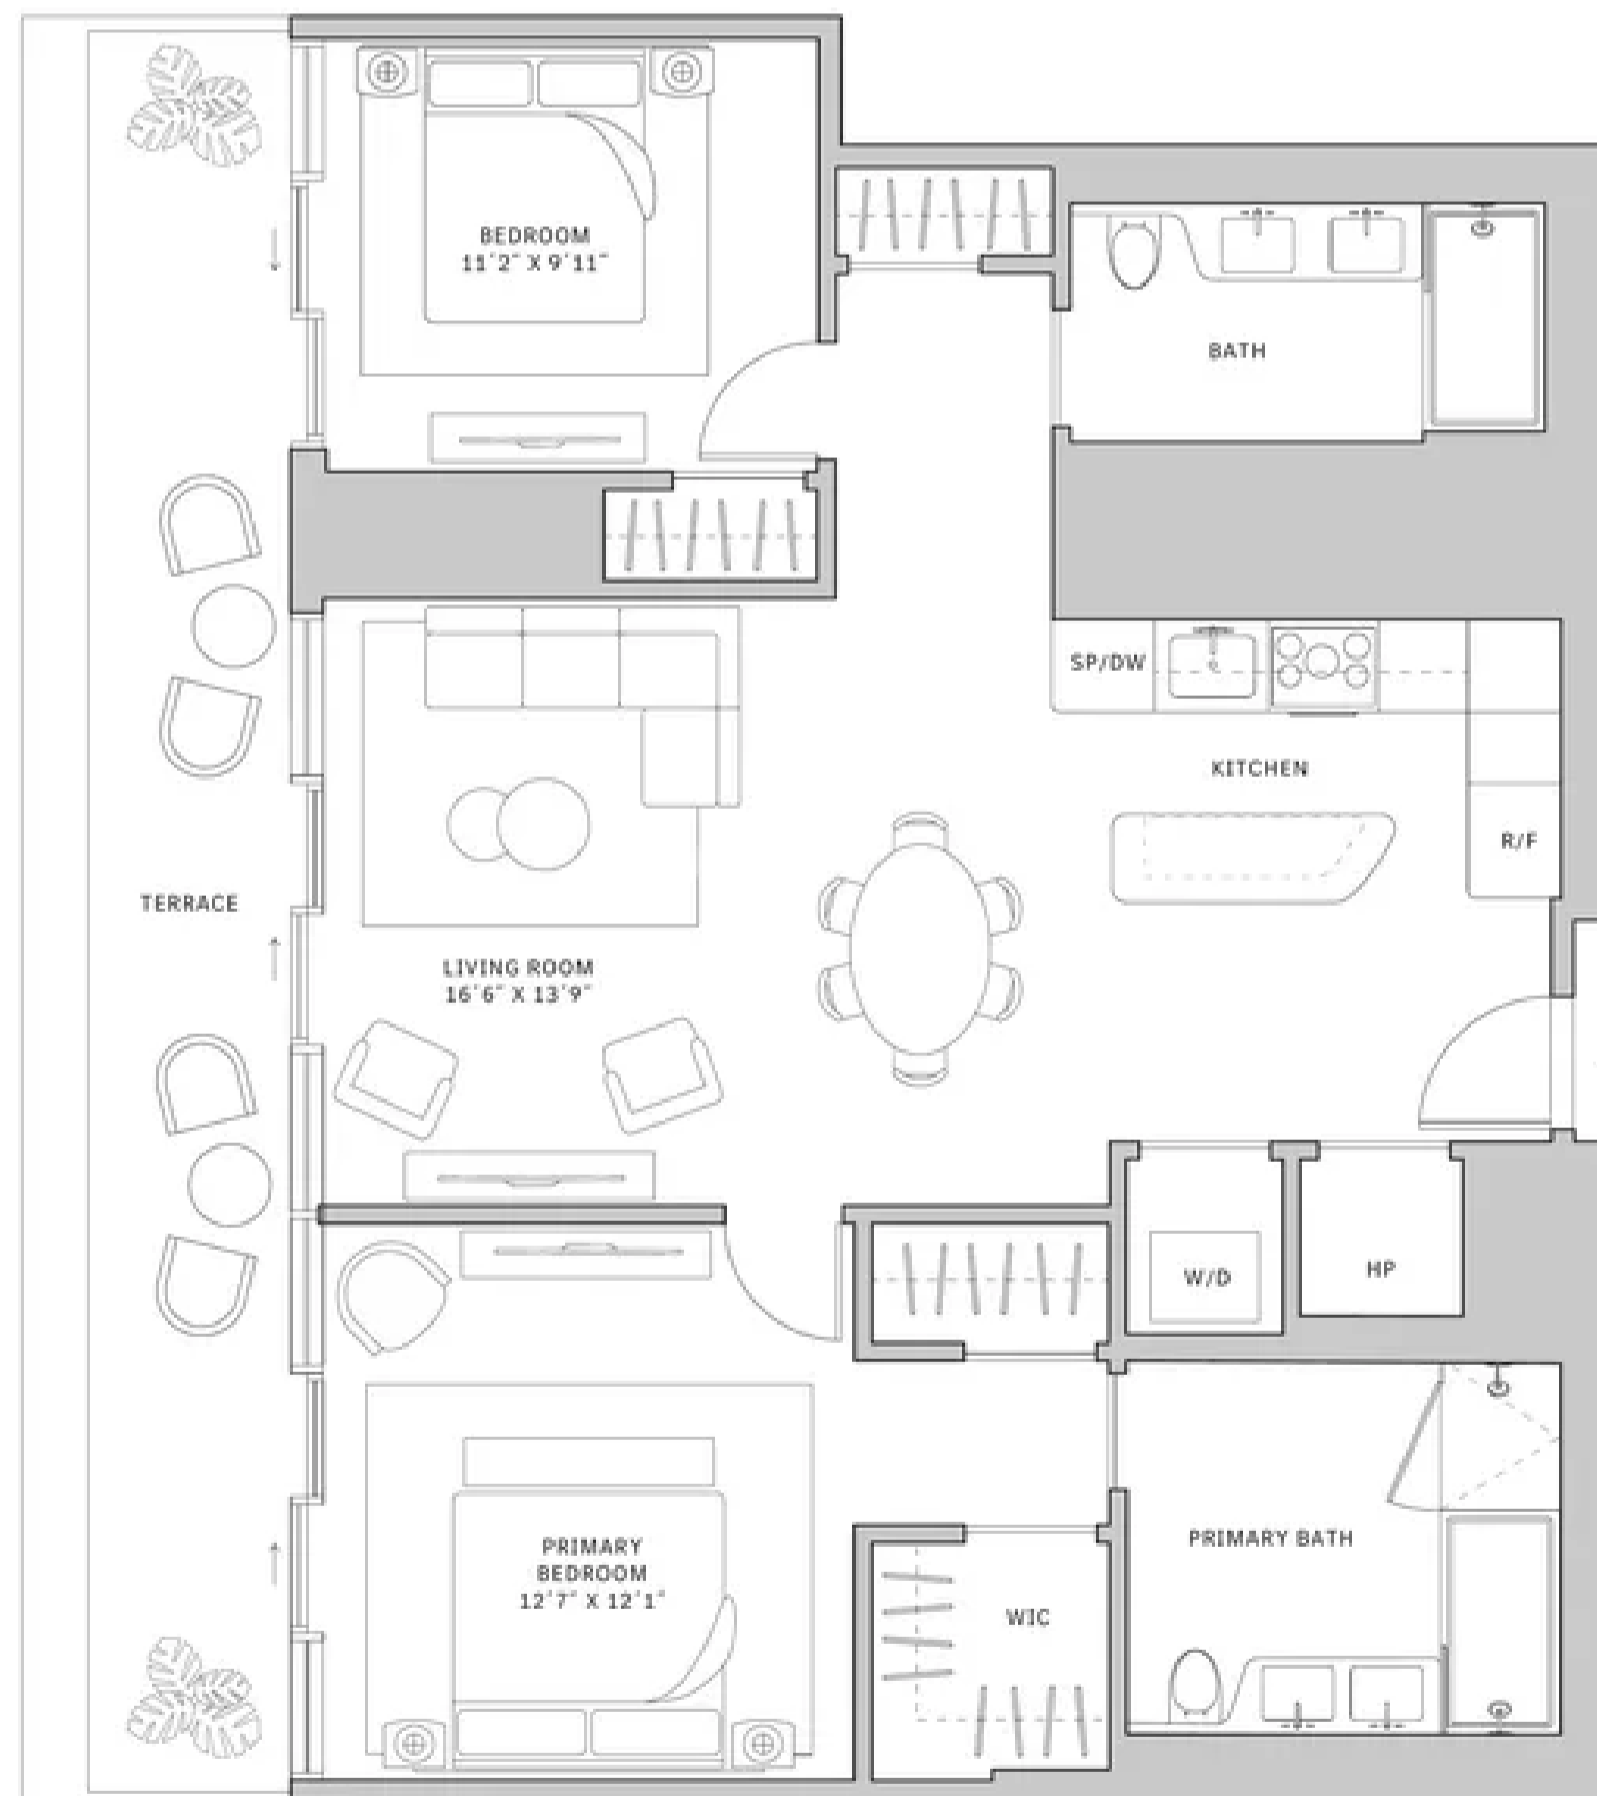 BEDROOM
11´2˝ X 9´11˝
BATH
SP/DW
KITCHEN
R/F
TERRACE
LIVING ROOM
16´6˝ X 13´9˝
W/D
HP
PRIMARY
BEDROOM
12´7˝ X 12´1˝
PRIMARY BATH
WIC